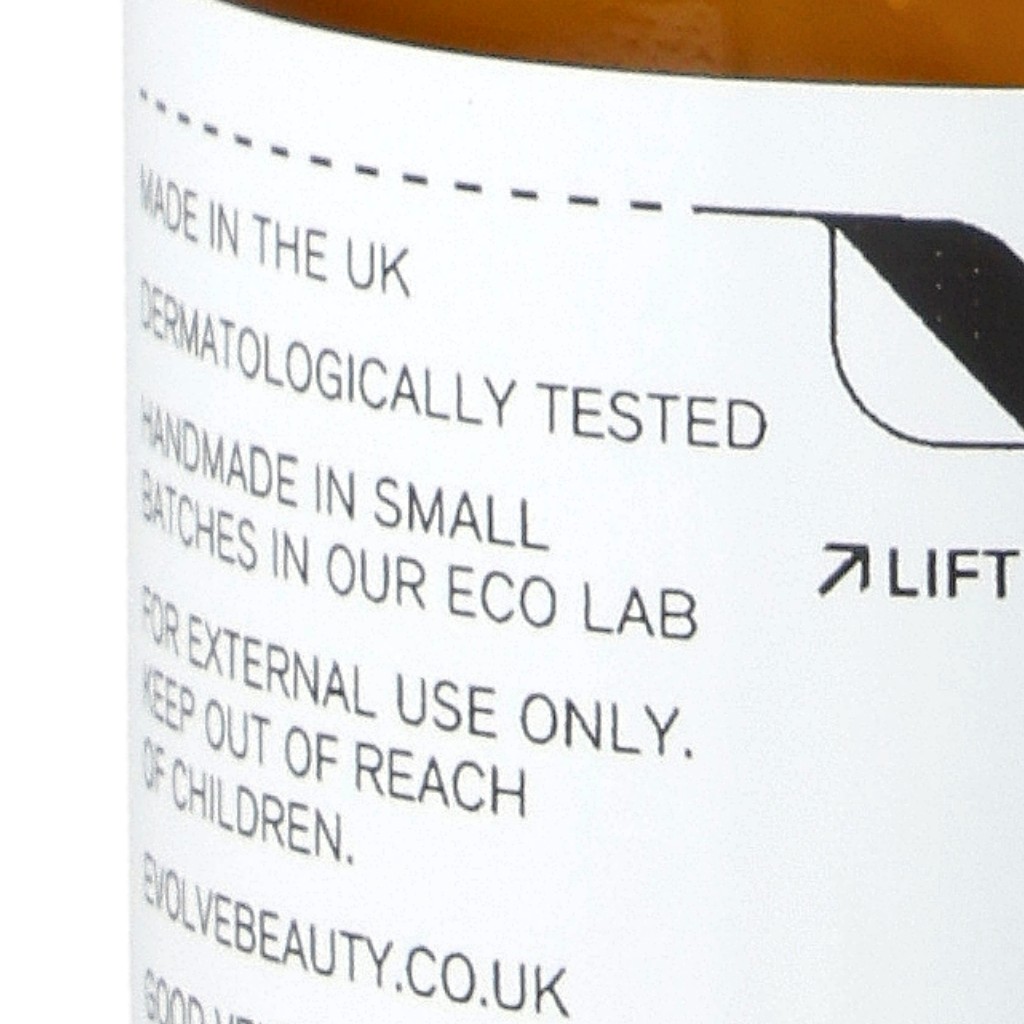 MADE IN THE UK
DERMATOLOGICALLY TESTED
HANDMADE IN SMALL
BATCHES IN OUR ECO LAB
LIFT
FOR EXTERNAL USE ONLY.
KEEP OUT OF REACH
OF CHILDREN.
EVOLVEBEAUTY.CO.UK
GOOD